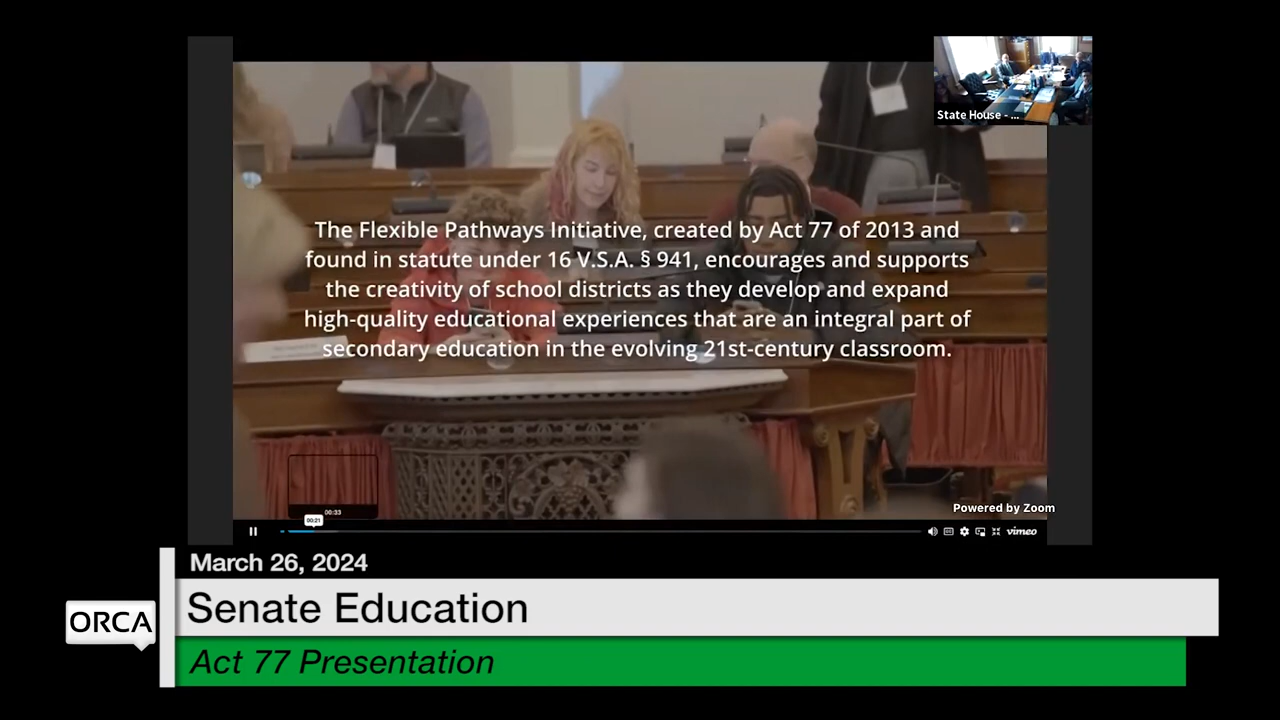 State House - ...
The Flexible Pathways Initiative, created by Act 77 of 2013 and
found in statute under 16 V.S.A. § 941, encourages and supports
the creativity of school districts as they develop and expand
high-quality educational experiences that are an integral part of
secondary education in the evolving 21st-century classroom.
Powered by Zoom
00:33
00:21
vimeo
March 26, 2024
Senate Education
ORCA
Act 77 Presentation